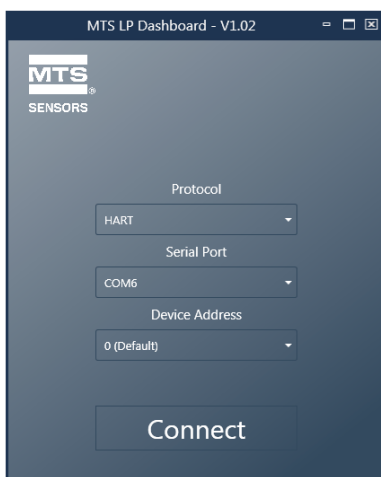 MTS LP Dashboard - V1.02
MTS
®
SENSORS
Protocol
HART
Serial Port
COM6
Device Address
0 (Default)
Connect